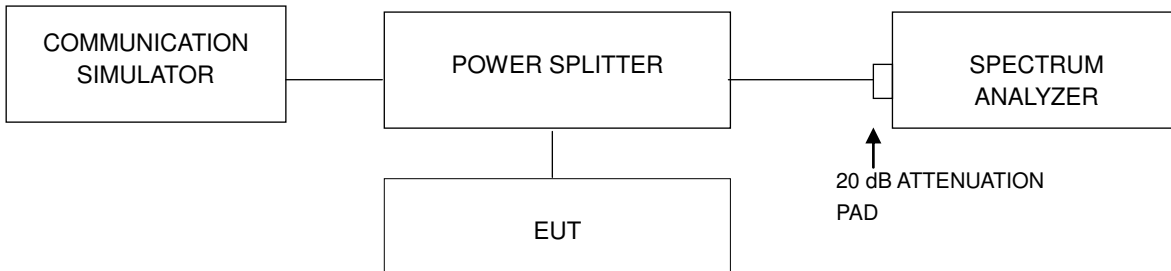 COMMUNICATION
SIMULATOR
POWER SPLITTER
SPECTRUM
ANALYZER
20 dB ATTENUATION
PAD
EUT